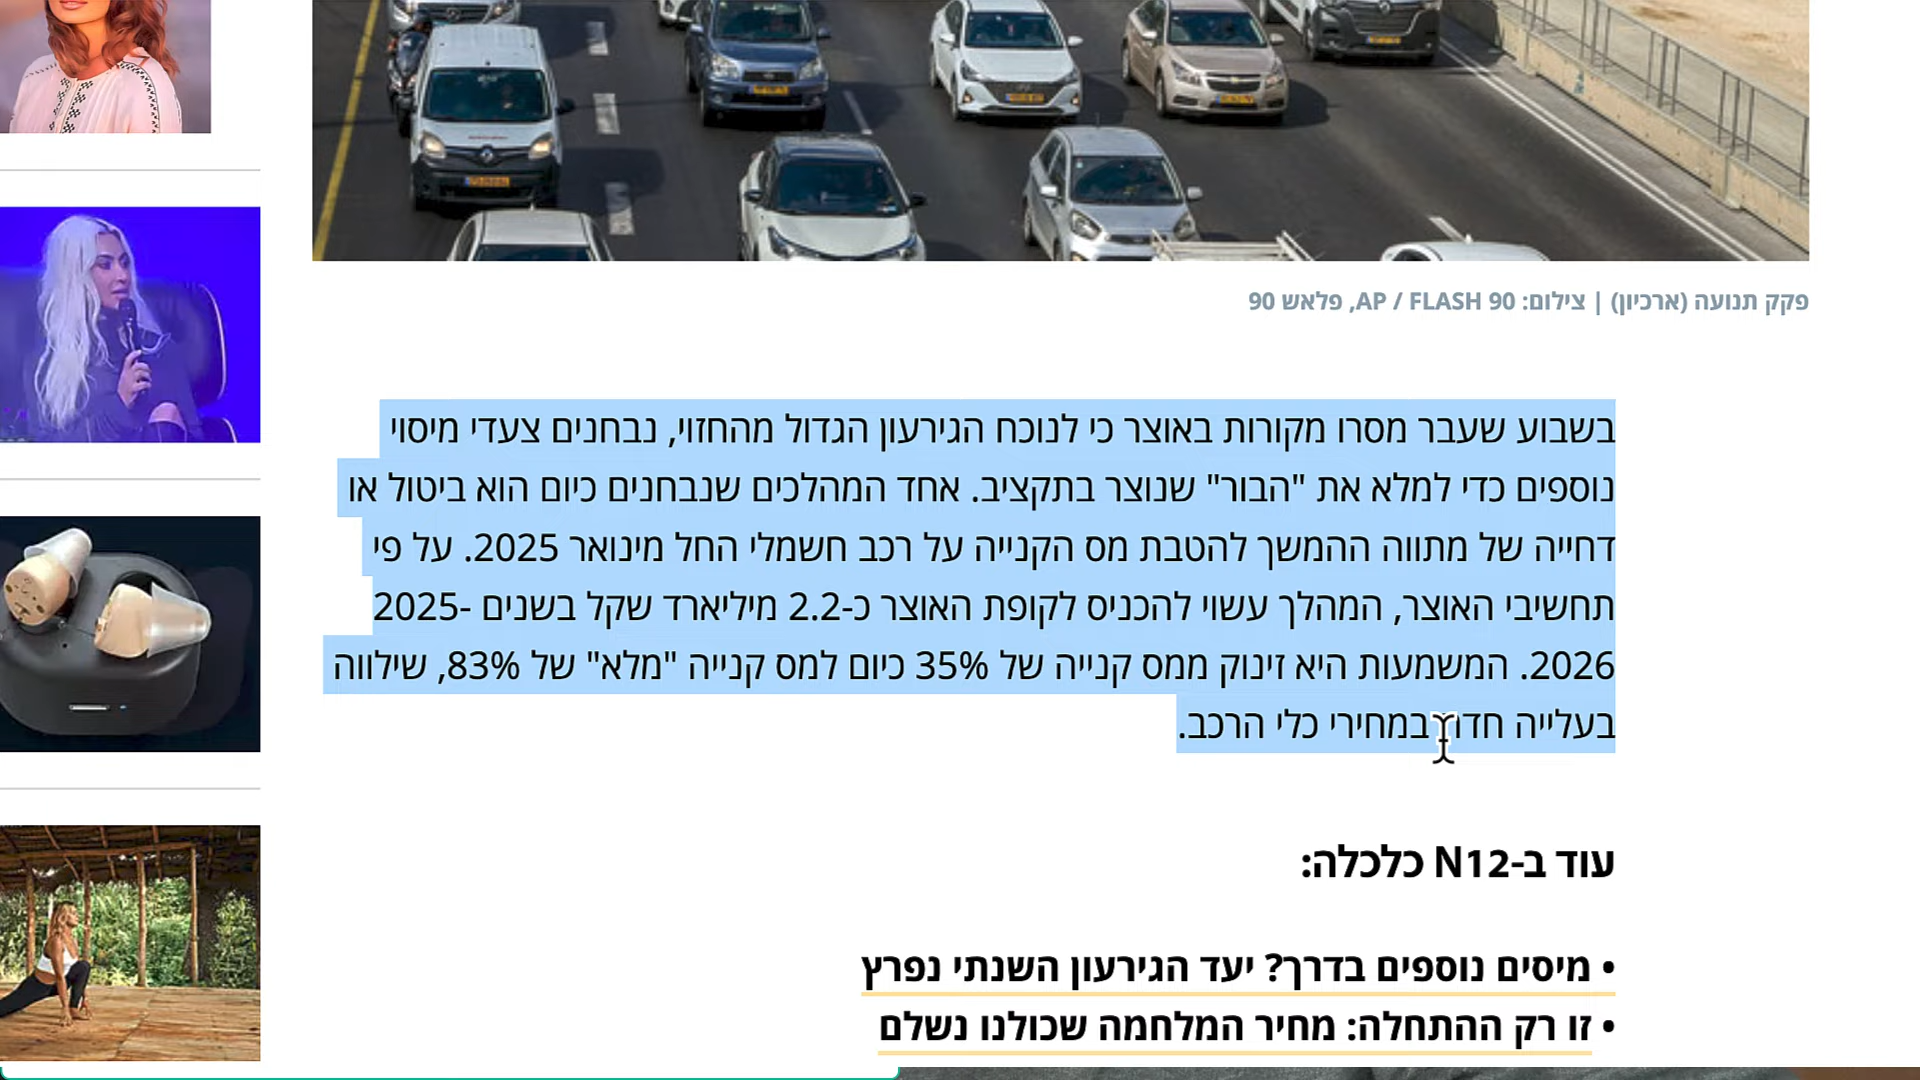 פקק תנועה (ארכיון) | צילום: AP / FLASH 90, פלאש 90
בשבוע שעבר מסרו מקורות באוצר כי לנוכח הגירעון הגדול מהחזוי, נבחנים צעדי מיסוי
נוספים כדי למלא את "הבור" שנוצר בתקציב. אחד המהלכים שנבחנים כיום הוא ביטול או
דחייה של מתווה ההמשך להטבת מס הקנייה על רכב חשמלי החל מינואר 2025. על פי
תחשיבי האוצר, המהלך עשוי להכניס לקופת האוצר כ-2.2 מיליארד שקל בשנים 2025-
2026. המשמעות היא זינוק ממס קנייה של 35% כיום למס קנייה "מלא" של 83%, שילווה
בעלייה חדה במחירי כלי הרכב.
עוד ב-N12 כלכלה:
• מיסים נוספים בדרך? יעד הגירעון השנתי נפרץ
• זו רק ההתחלה: מחיר המלחמה שכולנו נשלם